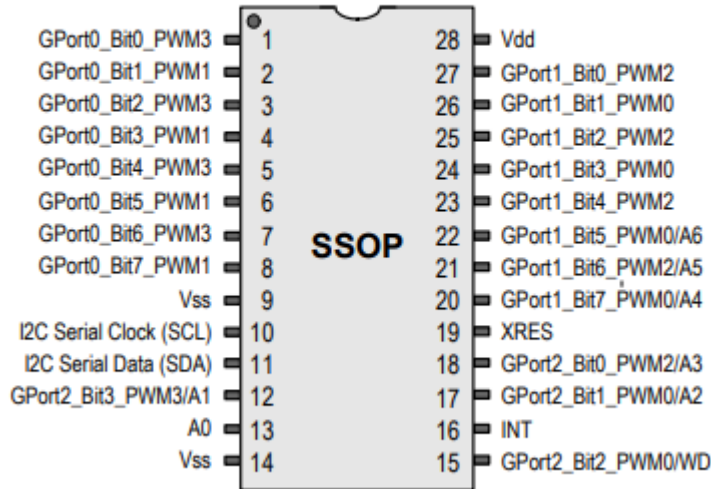 GPort0_Bit0_PWM3 1 28 Vdd
GPort0_Bit1_PWM1 2 27 GPort1_Bit0_PWM2
GPort0_Bit2_PWM3 3 26 GPort1_Bit1_PWM0
GPort0_Bit3_PWM1 4 25 GPort1_Bit2_PWM2
GPort0_Bit4_PWM3 5 24 GPort1_Bit3_PWM0
GPort0_Bit5_PWM1 6 23 GPort1_Bit4_PWM2
GPort0_Bit6_PWM3 7 SSOP 22 GPort1_Bit5_PWM0/A6
GPort0_Bit7_PWM1 8 21 GPort1_Bit6_PWM2/A5
Vss 9 20 GPort1_Bit7_PWM0/A4
I2C Serial Clock (SCL) 10 19 XRES
I2C Serial Data (SDA) 11 18 GPort2_Bit0_PWM2/A3
GPort2_Bit3_PWM3/A1 12 17 GPort2_Bit1_PWM0/A2
A0 13 16 INT
Vss 14 15 GPort2_Bit2_PWM0/WD